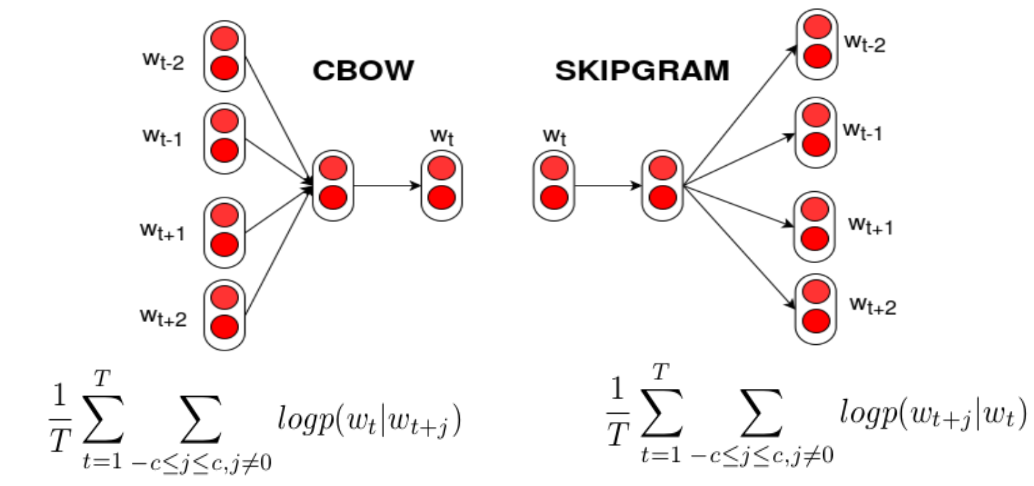 w_{t-2}
w_{t-1}
w_{t+1}
w_{t+2}
CBOW
w_t
\frac{1}{T} \sum_{t=1}^{T} \sum_{-c \leq j \leq c, j \neq 0} logp(w_t|w_{t+j})
SKIPGRAM
w_t
w_{t-2}
w_{t-1}
w_{t+1}
w_{t+2}
\frac{1}{T} \sum_{t=1}^{T} \sum_{-c \leq j \leq c, j \neq 0} logp(w_{t+j}|w_t)